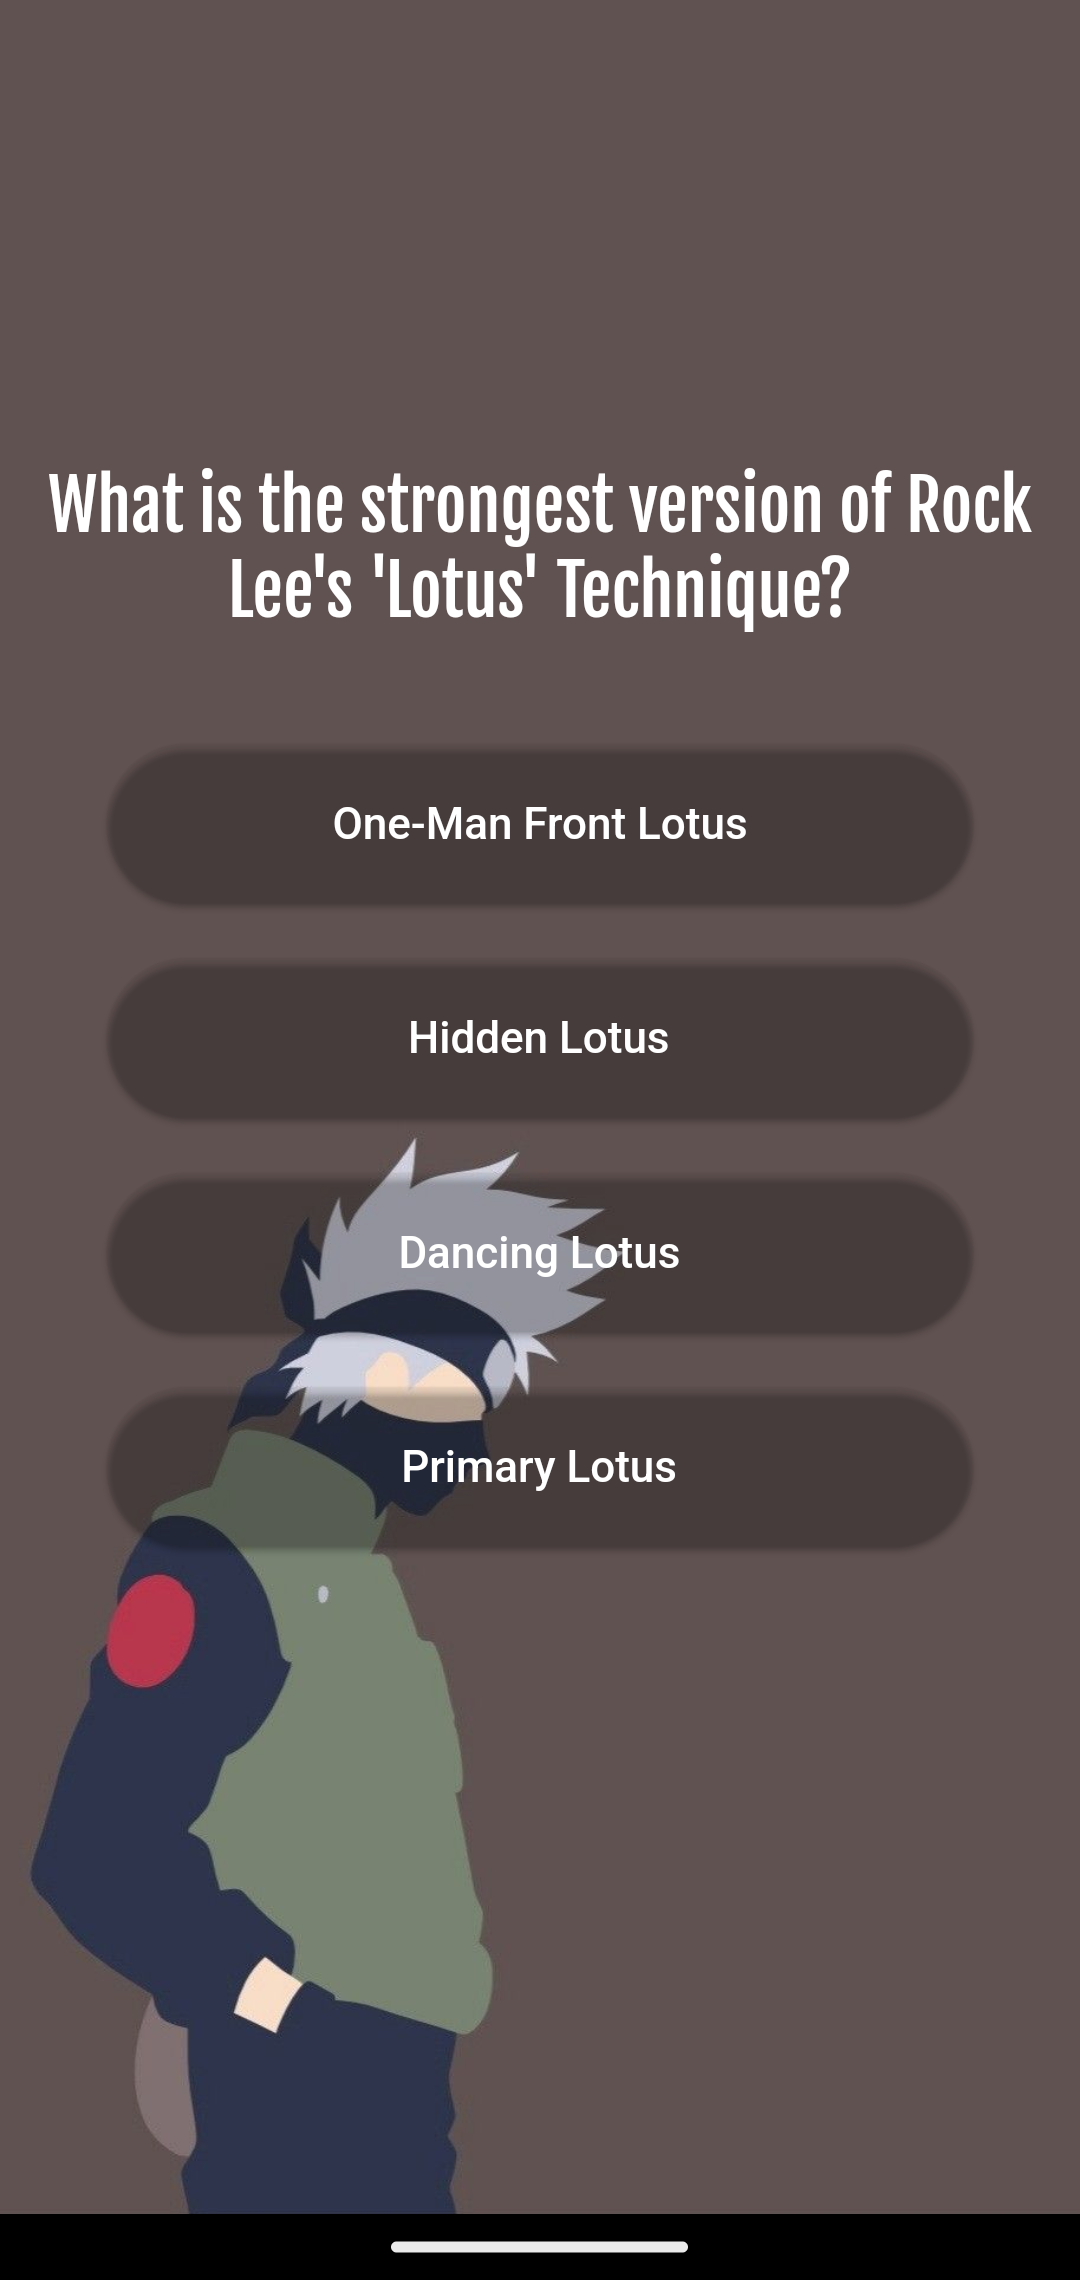 What is the strongest version of Rock
Lee's 'Lotus' Technique?
One-Man Front Lotus
Hidden Lotus
Dancing Lotus
Primary Lotus